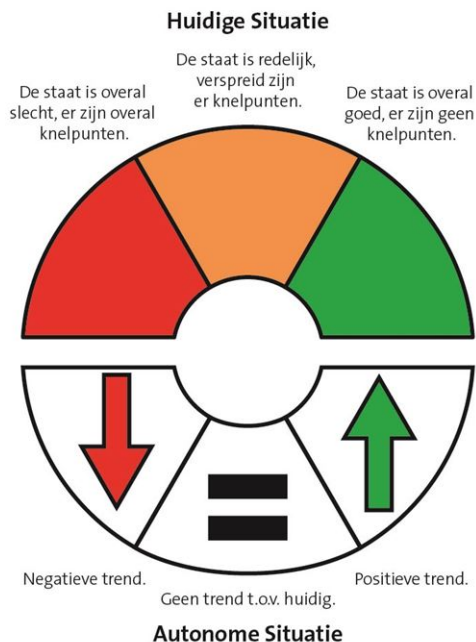 Huidige Situatie
De staat is redelijk,
verspreid zijn
er knelpunten.
De staat is overal
slecht, er zijn overal
knelpunten.
De staat is overal
goed, er zijn geen
knelpunten.
Negatieve trend.
Geen trend t.o.v. huidig.
Positieve trend.
Autonome Situatie